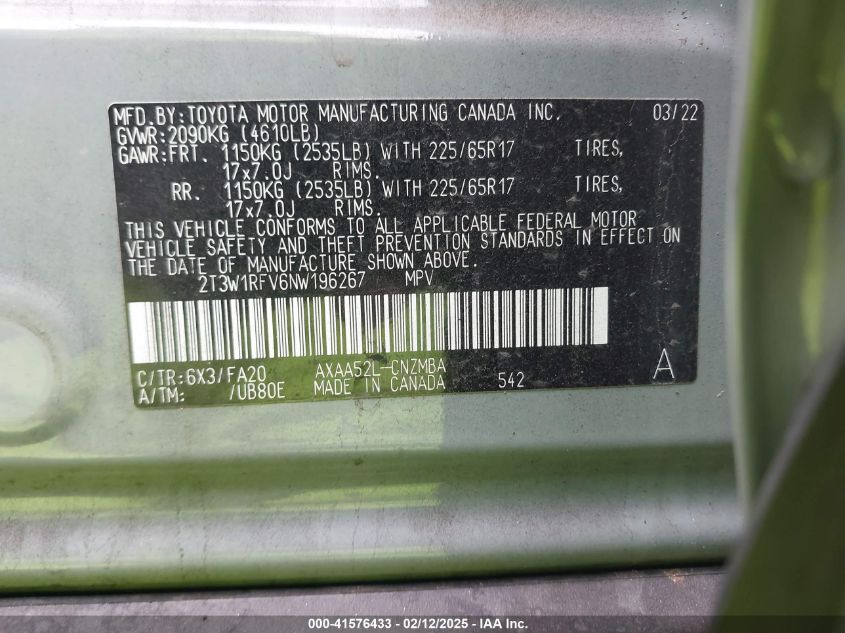 MFD.BY:TOYOTA MOTOR MANUFACTURING CANADA INC. 03/22
GVWR:2090KG (4610LB)
GAWR:FRT. 1150KG (2535LB) WITH 225/65R17 TIRES,
17x7.0J RIMS.
RR. 1150KG (2535LB) WITH 225/65R17 TIRES,
17x7.0J RIMS.
THIS VEHICLE CONFORMS TO ALL APPLICABLE FEDERAL MOTOR
VEHICLE SAFETY AND THEFT PREVENTION STANDARDS IN EFFECT ON
THE DATE OF MANUFACTURE SHOWN ABOVE.
2T3W1RFV6NW196267 MPV
C/TR:6X3/FA20 AXAA52L-CNZMBA A
A/TM: /UB80E MADE IN CANADA 542
000-41576433 - 02/12/2025 - IAA Inc.